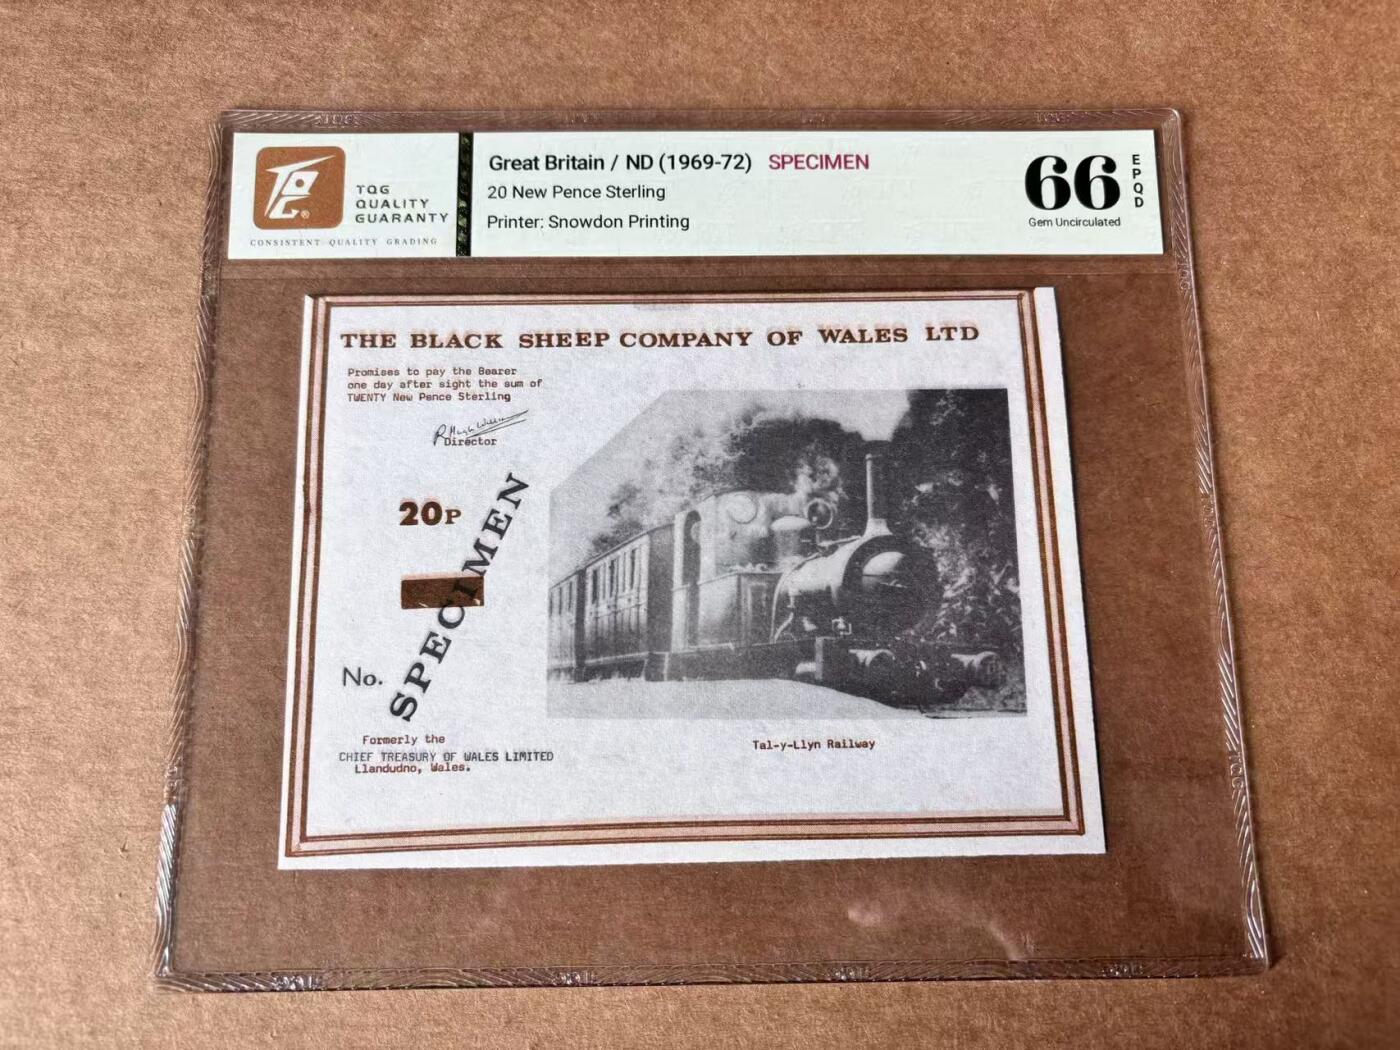 TQG
QUALITY
GUARANTY
CONSISTENT QUALITY GRADING
Great Britain / ND (1969-72) SPECIMEN
20 New Pence Sterling
Printer: Snowdon Printing
66
EPQD
Gem Uncirculated
THE BLACK SHEEP COMPANY OF WALES LTD
Promises to pay the Bearer
one day after sight the sum of
TWENTY New Pence Sterling
Director
20P
SPECIMEN
No.
Formerly the
CHIEF TREASURY OF WALES LIMITED
Llandudno, Wales.
Tal-y-Llyn Railway